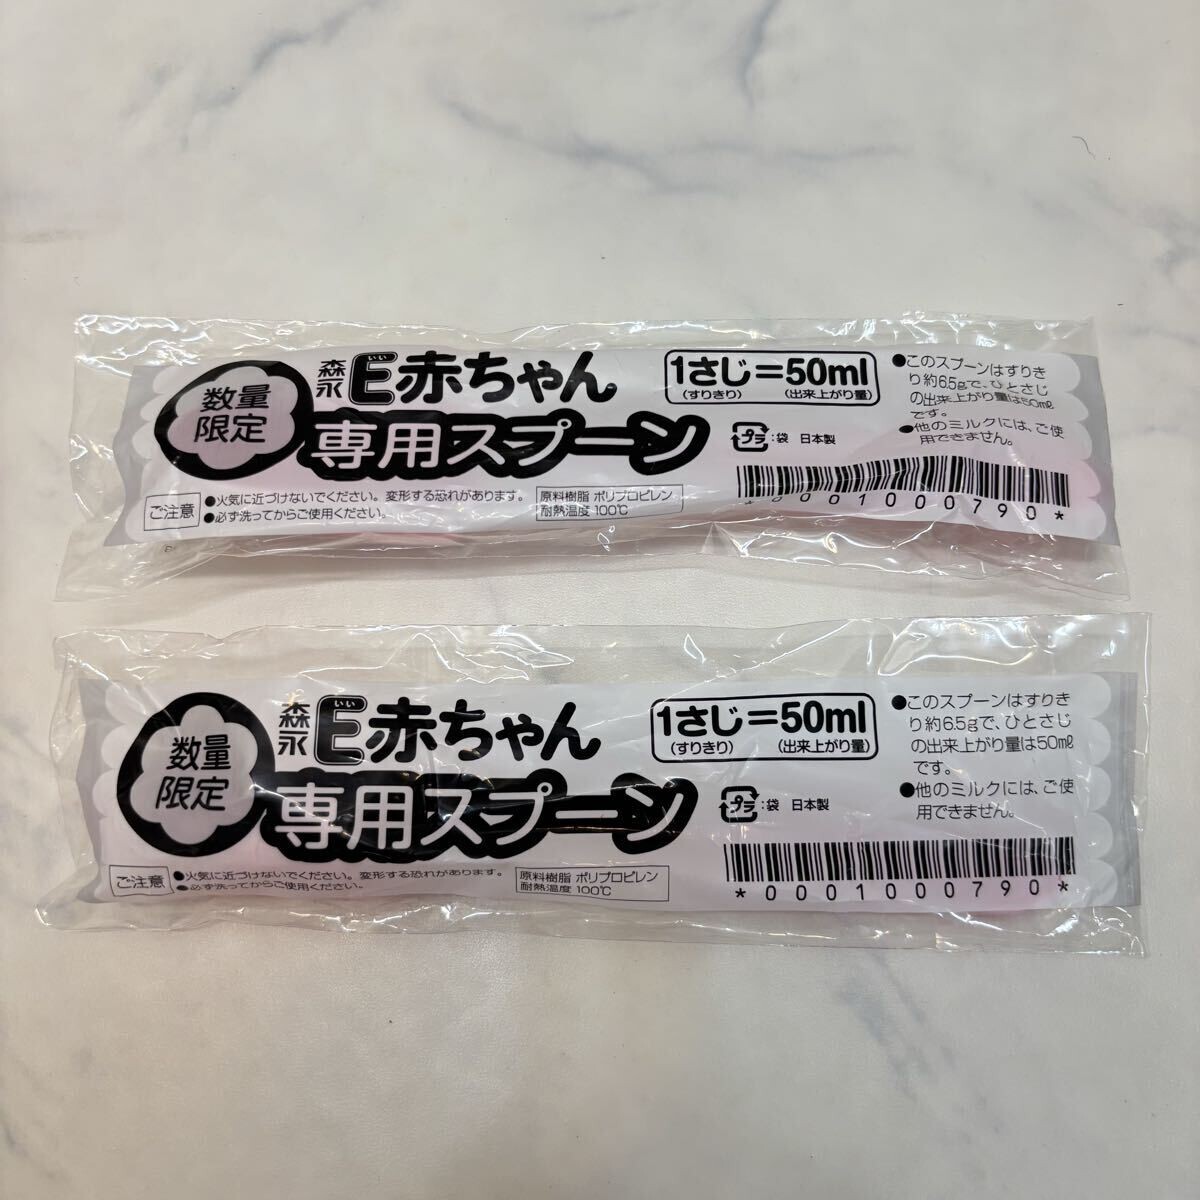 数量
限定
森永
E赤ちゃん
いい
専用スプーン
1さじ=50ml
(すりきり) (出来上がり量)
プラ :袋 日本製
●このスプーンはすりき
り約6.5gで、ひとさじ
の出来上がり量は50mℓ
です。
●他のミルクには、ご使
用できません。
ご注意
●火気に近づけないでください。変形する恐れがあります。
●必ず洗ってからご使用ください。
原料樹脂 ポリプロピレン
耐熱温度 100℃
*0001000790*
数量
限定
森永
E赤ちゃん
いい
専用スプーン
1さじ=50ml
(すりきり) (出来上がり量)
プラ :袋 日本製
●このスプーンはすりき
り約6.5gで、ひとさじ
の出来上がり量は50mℓ
です。
●他のミルクには、ご使
用できません。
ご注意
●火気に近づけないでください。変形する恐れがあります。
●必ず洗ってからご使用ください。
原料樹脂 ポリプロピレン
耐熱温度 100℃
*0001000790*